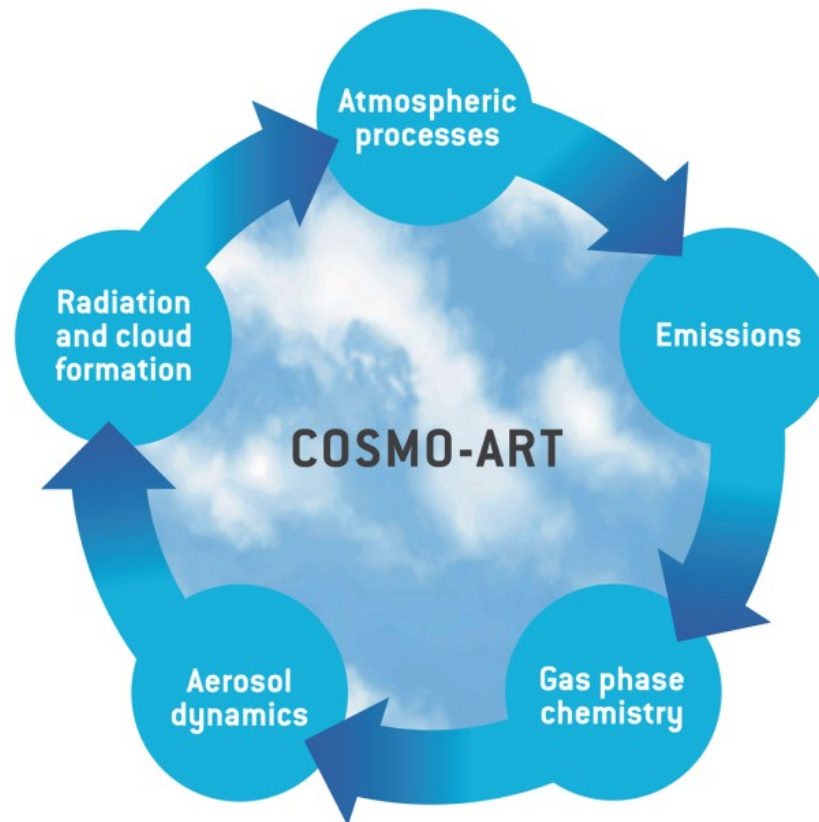 Atmospheric
processes
Emissions
Gas phase
chemistry
Aerosol
dynamics
Radiation
and cloud
formation
COSMO-ART